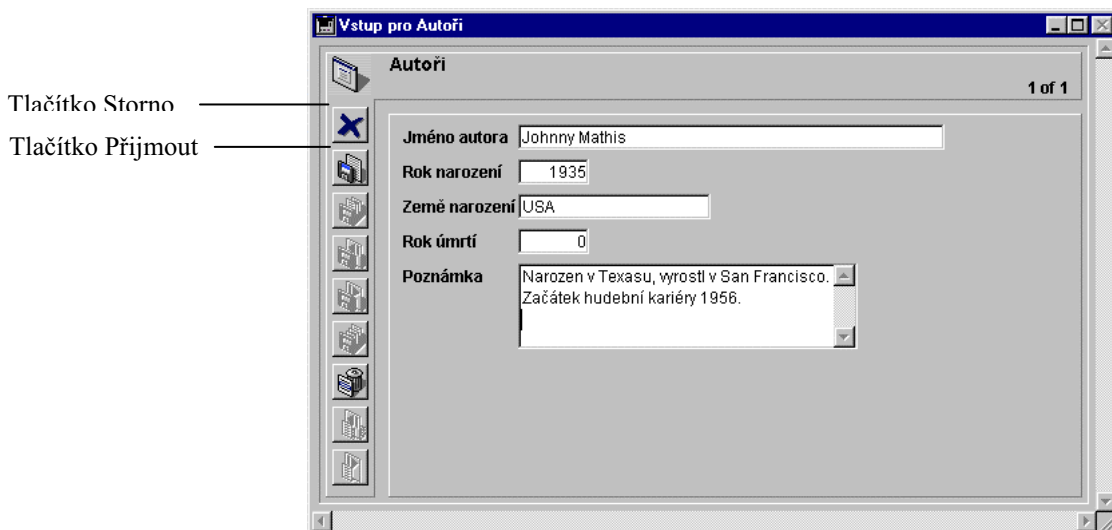 Vstup pro Autoři
Autoři
1 of 1
Tlačítko Storno
Tlačítko Přijmout
Jméno autora Johnny Mathis
Rok narození 1935
Země narození USA
Rok úmrtí 0
Poznámka Narozen v Texasu, vyrostl v San Francisco.
Začátek hudební kariéry 1956.